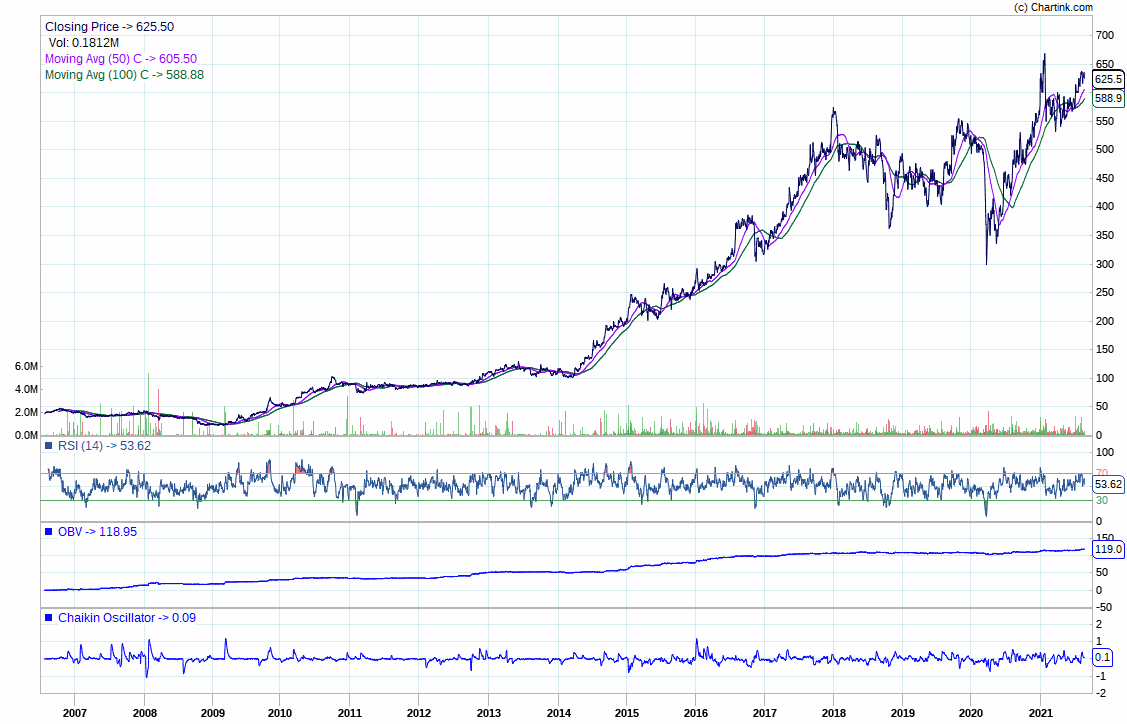 (c) Chartink.com
Closing Price -> 625.50
Vol: 0.1812M
Moving Avg (50) C -> 605.50
Moving Avg (100) C -> 588.88
700
650
625.5
588.9
550
500
450
400
350
300
250
200
150
100
50
0
6.0M
4.0M
2.0M
0.0M
RSI (14) -> 53.62
100
70
53.62
30
0
OBV -> 118.95
150
119.0
50
0
-50
Chaikin Oscillator -> 0.09
2
1
0.1
-1
-2
2007 2008 2009 2010 2011 2012 2013 2014 2015 2016 2017 2018 2019 2020 2021